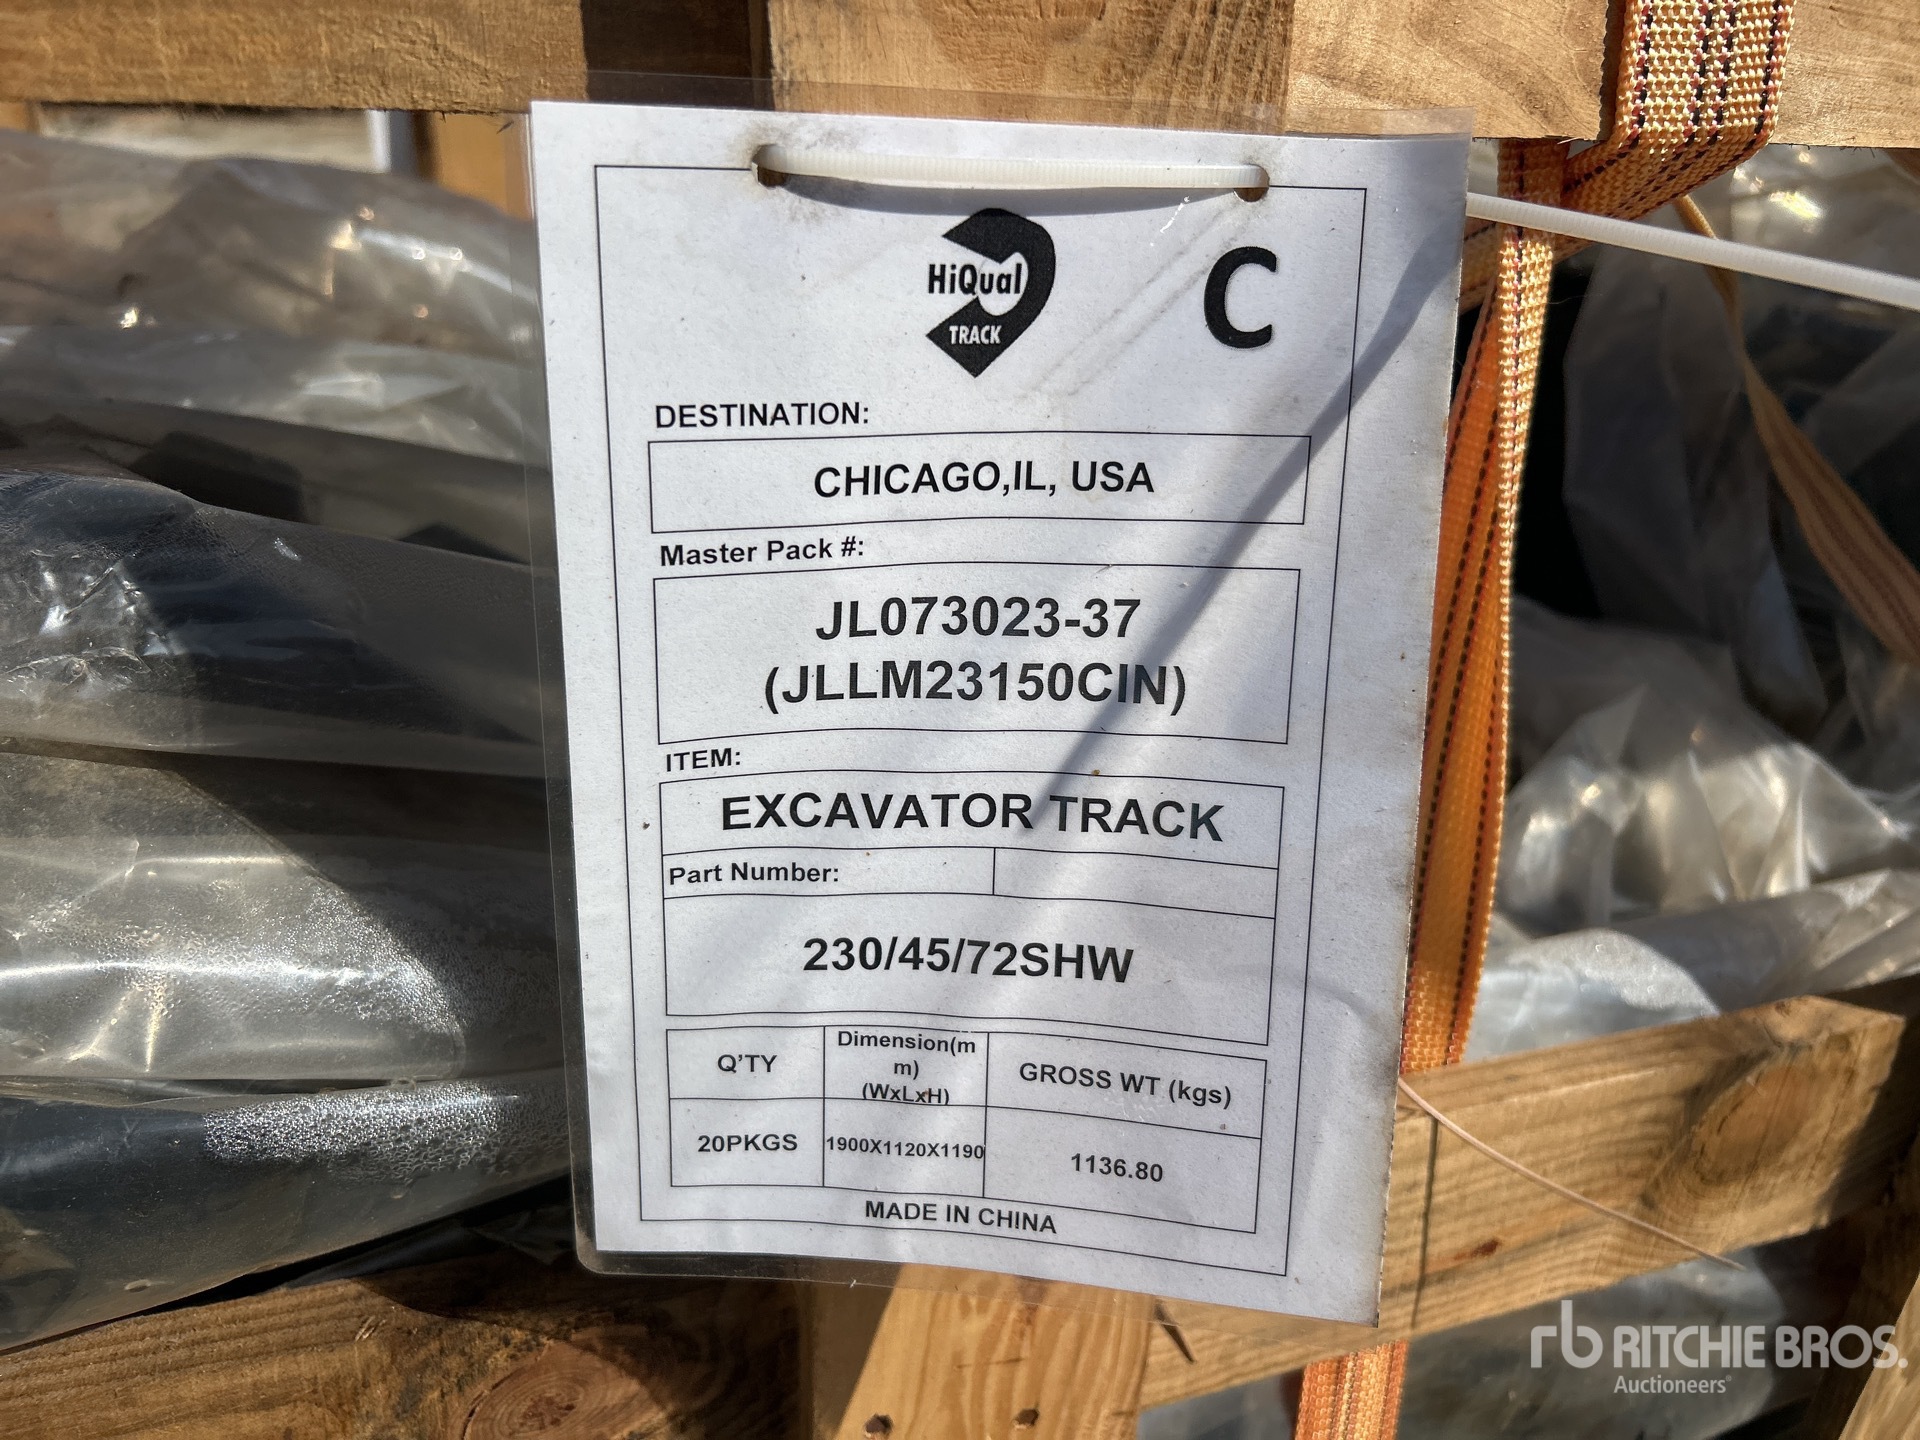 HiQual
TRACK
C
DESTINATION:
CHICAGO,IL, USA
Master Pack #:
JL073023-37
(JLLM23150CIN)
ITEM:
EXCAVATOR TRACK
Part Number:
230/45/72SHW
Q'TY
Dimension(m
m)
(WxLxH)
GROSS WT (kgs)
20PKGS
1900X1120X1190
1136.80
MADE IN CHINA
rb RITCHIE BROS.
Auctioneers